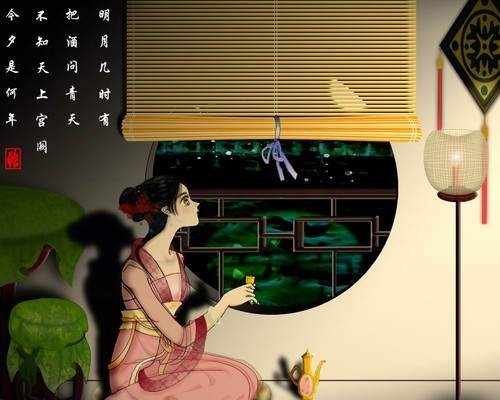 明月几时有
把酒问青天
不知天上宫阙
今夕是何年